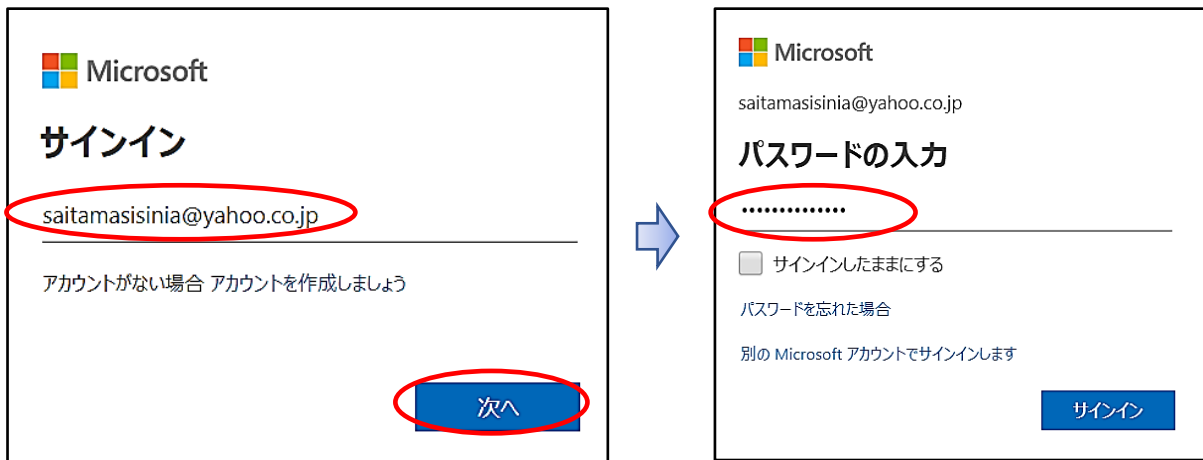 Microsoft
サインイン
saitamasisinia@yahoo.co.jp
アカウントがない場合 アカウントを作成しましょう
次へ
Microsoft
saitamasisinia@yahoo.co.jp
パスワードの入力
••••••••••••••
サインインしたままにする
パスワードを忘れた場合
別の Microsoft アカウントでサインインします
サインイン